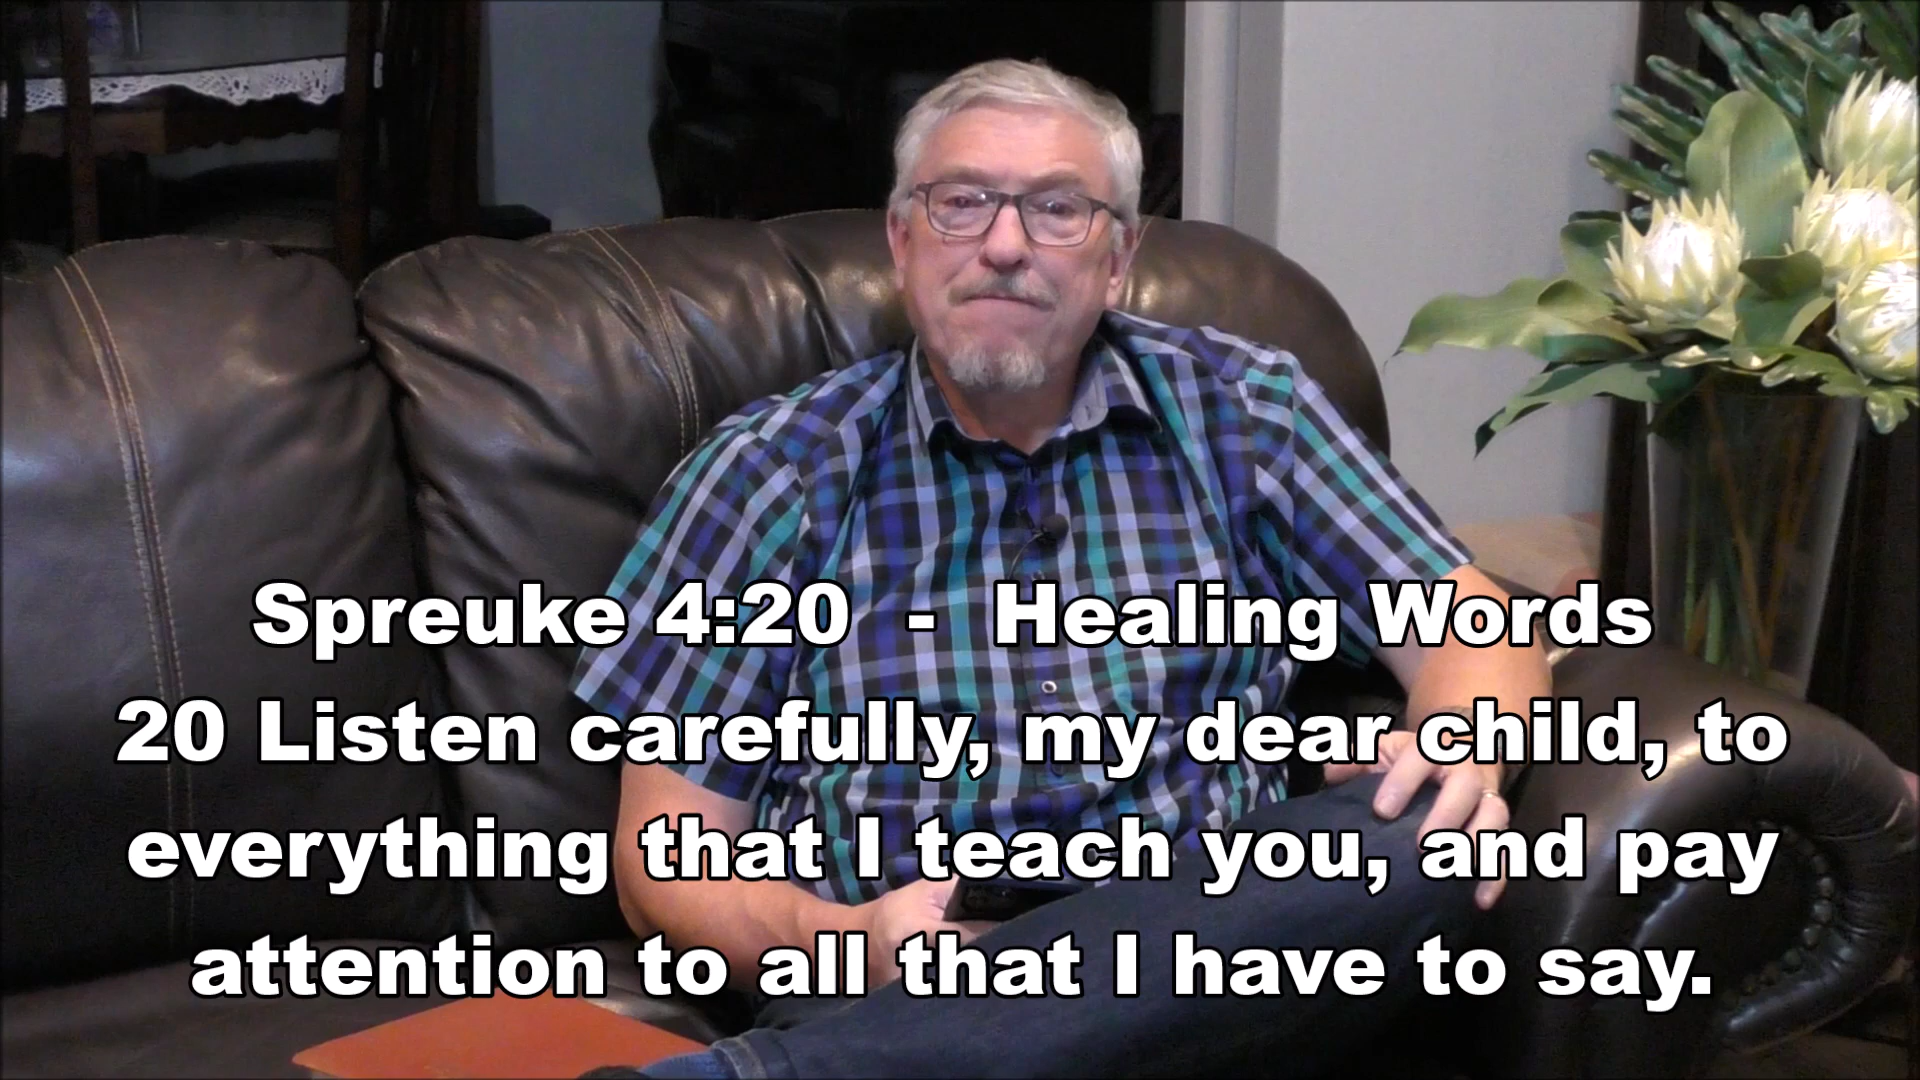 Spreuke 4:20 - Healing Words
20 Listen carefully, my dear child, to
everything that I teach you, and pay
attention to all that I have to say.